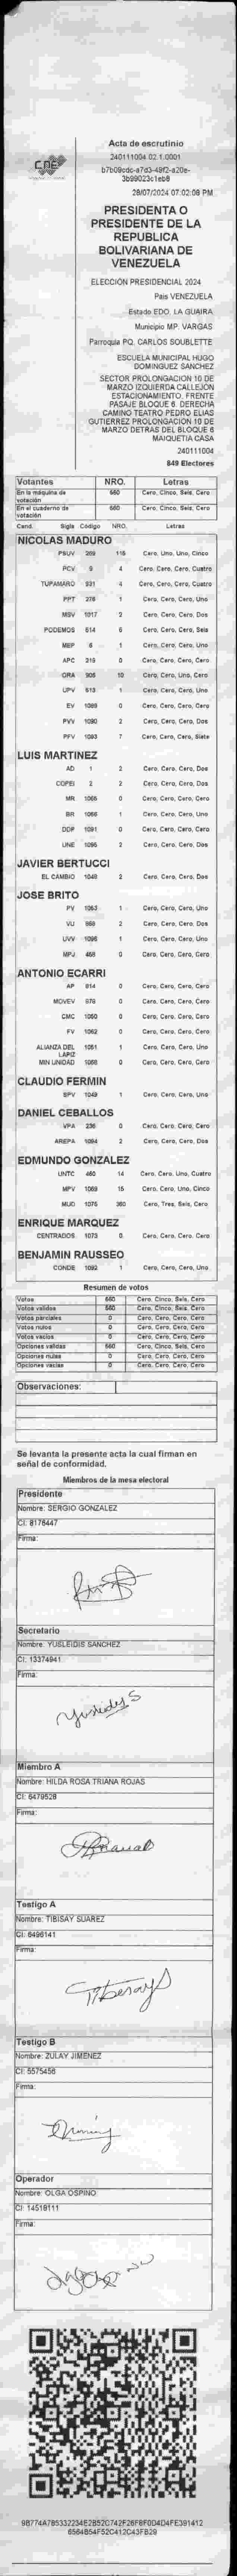 CNE
Acta de escrutinio
240111004.02.1.0001
28/07/2024 07:02:08 PM
PRESIDENTA O
PRESIDENTE DE LA
REPUBLICA
BOLIVARIANA DE
VENEZUELA
ELECCIÓN PRESIDENCIAL 2024
Pais VENEZUELA
Estado EDO. LA GUAIRA
Municipio MP. VARGAS
Parroquia PQ. CARLOS SOUBLETTE
ESCUELA MUNICIPAL HUGO
DOMINGUEZ SANCHEZ
SECTOR PROLONGACION 10 DE
MARZO IZQUIERDA CALLEJON
ESTACIONAMIENTO. FRENTE
PASAJE BLOQUE 6. DERECHA
CAMINO TEATRO PEDRO ELIAS
GUTIERREZ PROLONGACION 10 DE
MARZO DETRAS DEL BLOQUE 6
MAIQUETIA CASA
240111004
849 Electores
Votantes NRO. Letras
En la máquina de votación 560 Cero, Cinco, Seis, Cero
En el cuaderno de votación 560 Cero, Cinco, Seis, Cero
Cand. Sigla Código NRO. Letras
NICOLAS MADURO
PSUV 269 115 Cero, Uno, Uno, Cinco
PCV 9 4 Cero, Cero, Cero, Cuatro
TUPAMARO 931 4 Cero, Cero, Cero, Cuatro
PPT 276 1 Cero, Cero, Cero, Uno
MSV 1017 2 Cero, Cero, Cero, Dos
PODEMOS 614 6 Cero, Cero, Cero, Seis
MEP 6 1 Cero, Cero, Cero, Uno
APC 219 0 Cero, Cero, Cero, Cero
ORA 905 10 Cero, Cero, Uno, Cero
UPV 613 1 Cero, Cero, Cero, Uno
EV 1089 0 Cero, Cero, Cero, Cero
PVV 1090 2 Cero, Cero, Cero, Dos
PFV 1093 7 Cero, Cero, Cero, Siete
LUIS MARTINEZ
AD 1 2 Cero, Cero, Cero, Dos
COPEI 2 2 Cero, Cero, Cero, Dos
MR 1068 0 Cero, Cero, Cero, Cero
BR 1066 1 Cero, Cero, Cero, Uno
DDP 1091 0 Cero, Cero, Cero, Cero
UNE 1095 2 Cero, Cero, Cero, Dos
JAVIER BERTUCCI
EL CAMBIO 1048 2 Cero, Cero, Cero, Dos
JOSE BRITO
PV 1063 1 Cero, Cero, Cero, Uno
VU 868 2 Cero, Cero, Cero, Dos
UVV 1096 1 Cero, Cero, Cero, Uno
MPJ 468 0 Cero, Cero, Cero, Cero
ANTONIO ECARRI
AP 914 0 Cero, Cero, Cero, Cero
MOVEV 979 0 Cero, Cero, Cero, Cero
CMC 1050 0 Cero, Cero, Cero, Cero
FV 1062 0 Cero, Cero, Cero, Cero
ALIANZA DEL LAPIZ 1051 1 Cero, Cero, Cero, Uno
MIN UNIDAD 1088 0 Cero, Cero, Cero, Cero
CLAUDIO FERMIN
SPV 1049 1 Cero, Cero, Cero, Uno
DANIEL CEBALLOS
VPA 236 0 Cero, Cero, Cero, Cero
AREPA 1094 2 Cero, Cero, Cero, Dos
EDMUNDO GONZALEZ
UNTC 460 14 Cero, Cero, Uno, Cuatro
MPV 1069 15 Cero, Cero, Uno, Cinco
MUD 1075 360 Cero, Tres, Seis, Cero
ENRIQUE MARQUEZ
CENTRADOS 1073 0 Cero, Cero, Cero, Cero
BENJAMIN RAUSSEO
CONDE 1092 1 Cero, Cero, Cero, Uno
Resumen de votos
Votos 560 Cero, Cinco, Seis, Cero
Votos válidos 560 Cero, Cinco, Seis, Cero
Votos parciales 0 Cero, Cero, Cero, Cero
Votos nulos 0 Cero, Cero, Cero, Cero
Votos vacíos 0 Cero, Cero, Cero, Cero
Opciones válidas 560 Cero, Cinco, Seis, Cero
Opciones nulas 0 Cero, Cero, Cero, Cero
Opciones vacías 0 Cero, Cero, Cero, Cero
Observaciones:
Se levanta la presente acta la cual firman en
señal de conformidad.
Miembros de la mesa electoral
Presidente
Nombre: SERGIO GONZALEZ
CI: 8178447
Firma:
Secretario
Nombre: YUSLEIDIS SANCHEZ
CI: 13374941
Firma:
Miembro A
Nombre: HILDA ROSA TRIANA ROJAS
CI: 6479528
Firma:
Testigo A
Nombre: TIBISAY SUAREZ
CI: 6496141
Firma:
Testigo B
Nombre: ZULAY JIMENEZ
CI: 5575456
Firma:
Operador
Nombre: OLGA OSPINO
CI: 14518111
Firma: